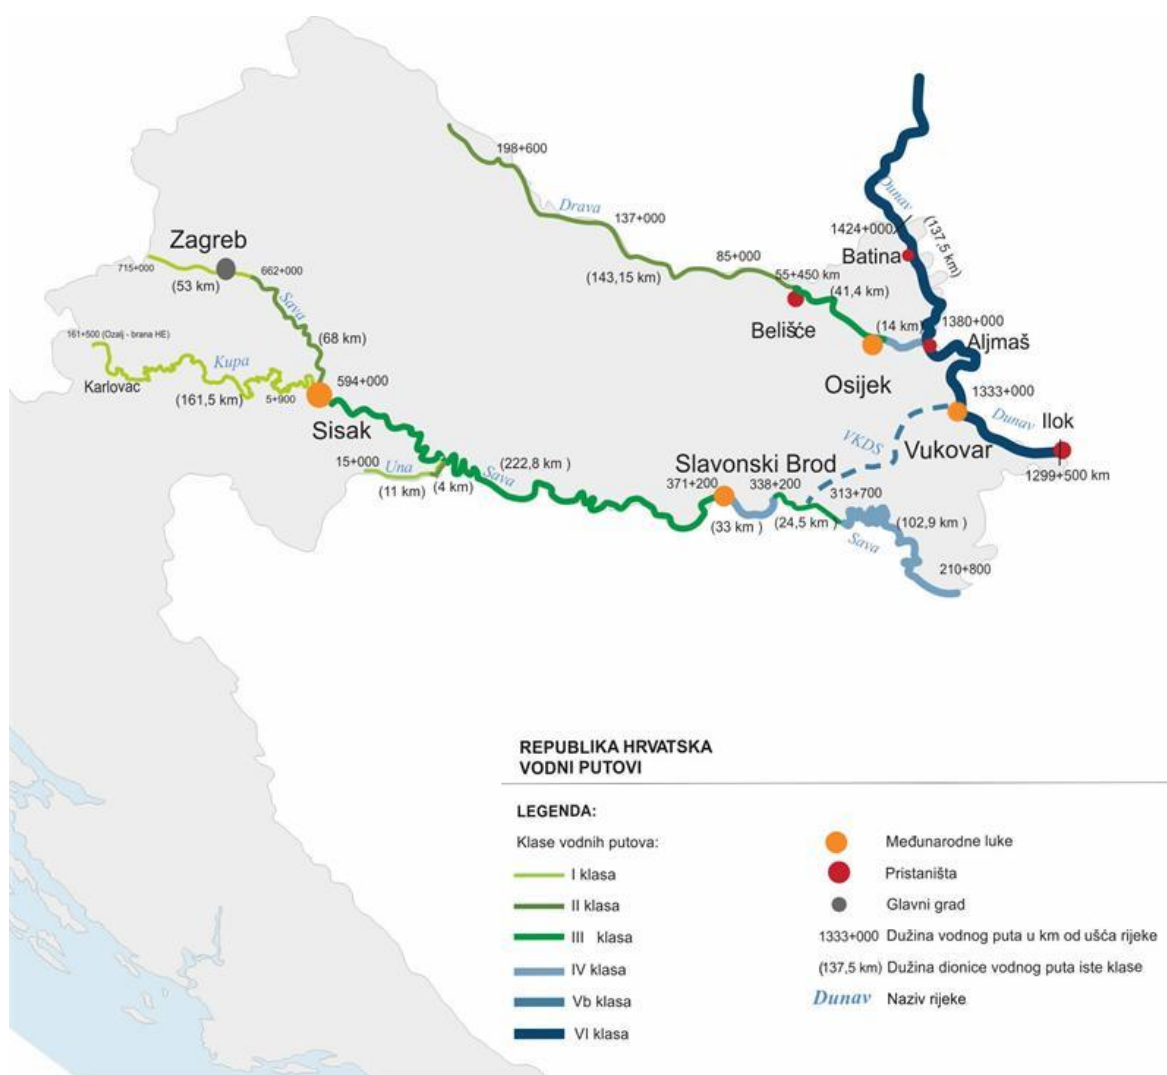 198+600
Dunav
Drava
137+000
1424+000
(137,5 km)
Zagreb
85+000
Batina
715+000
662+000
55+450 km
(53 km)
(143,15 km)
(41,4 km)
Sava
Belišće
(14 km)
1380+000
161+500 (Ozalj - brana HE)
(68 km)
Aljmaš
Kupa
Karlovac
594+000
Osijek
1333+000
(161,5 km)
5+900
Dunav
Ilok
Sisak
VKDS
Vukovar
15+000
Una
(222,8 km )
Slavonski Brod
1299+500 km
(11 km)
(4 km)
Sava
371+200
338+200
313+700
(33 km )
(24,5 km )
(102,9 km )
Sava
210+800
REPUBLIKA HRVATSKA
VODNI PUTOVI
LEGENDA:
Klase vodnih putova:
I klasa
II klasa
III klasa
IV klasa
Vb klasa
VI klasa
Međunarodne luke
Pristaništa
Glavni grad
1333+000 Dužina vodnog puta u km od ušća rijeke
(137,5 km) Dužina dionice vodnog puta iste klase
Dunav Naziv rijeke